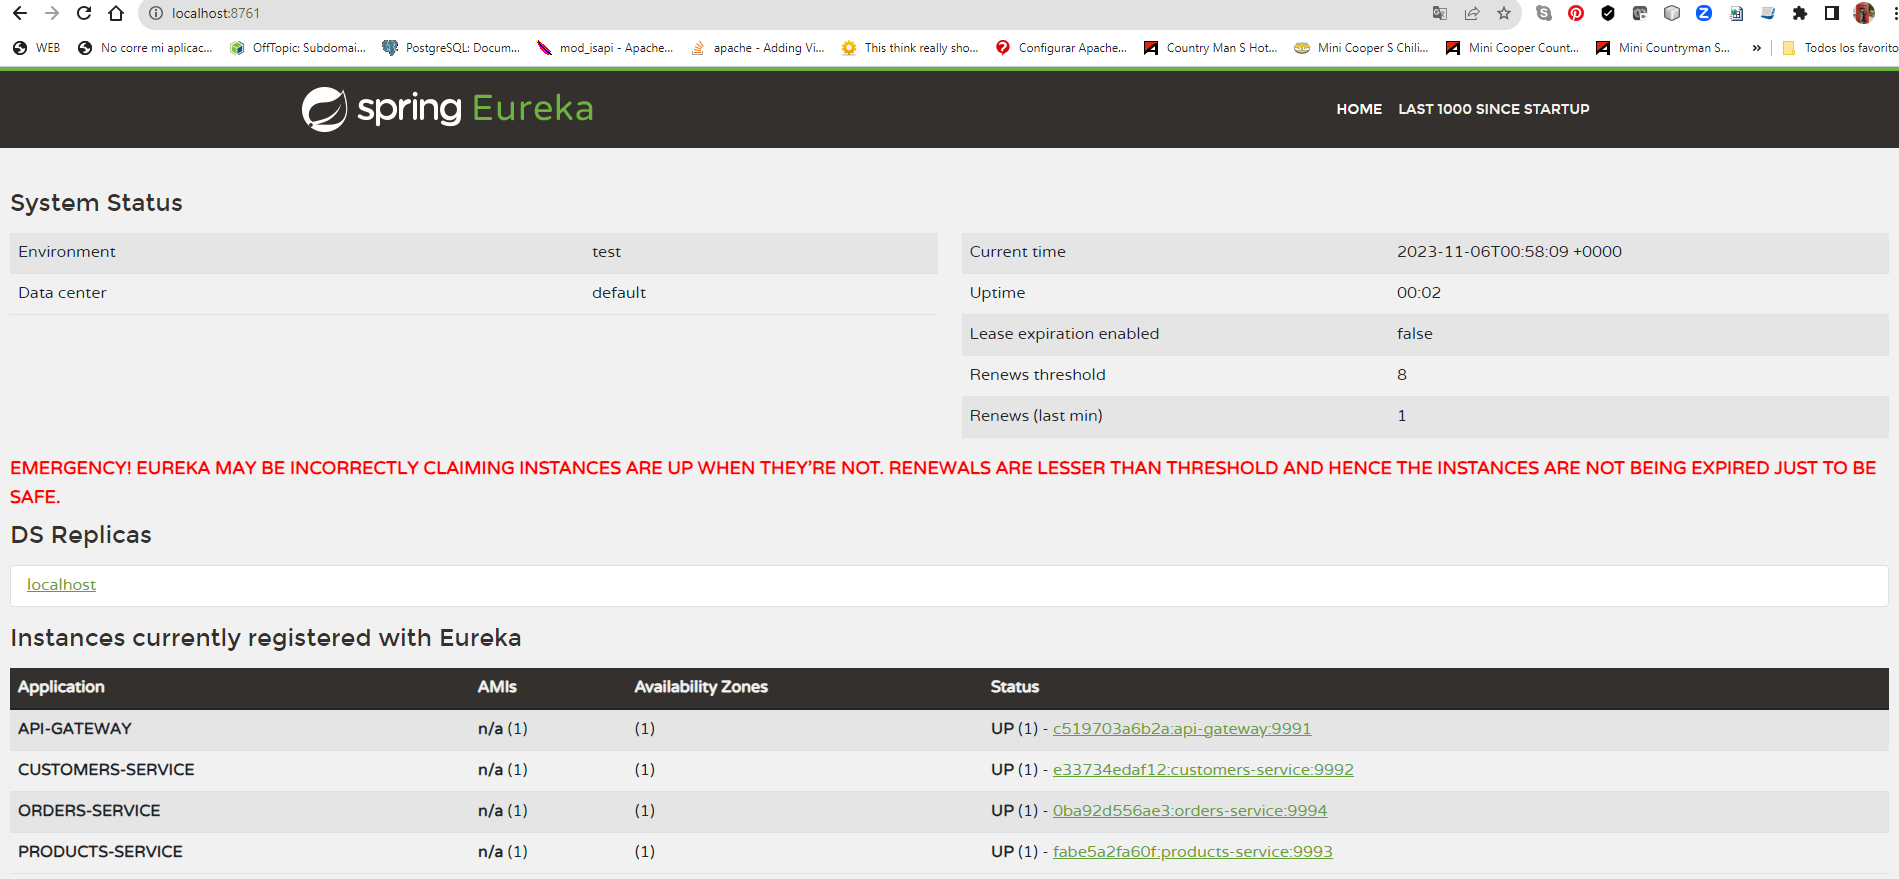 localhost:8761
WEB No corre mi aplicac... OffTopic: Subdomai... PostgreSQL: Docum... mod_isapi - Apache... apache - Adding Vi... This think really sho... Configurar Apache... Country Man S Hot... Mini Cooper S Chili... Mini Cooper Count... Mini Countryman S... » Todos los favorito
spring Eureka HOME LAST 1000 SINCE STARTUP
System Status
Environment test Current time 2023-11-06T00:58:09 +0000
Data center default Uptime 00:02
Lease expiration enabled false
Renews threshold 8
Renews (last min) 1
EMERGENCY! EUREKA MAY BE INCORRECTLY CLAIMING INSTANCES ARE UP WHEN THEY'RE NOT. RENEWALS ARE LESSER THAN THRESHOLD AND HENCE THE INSTANCES ARE NOT BEING EXPIRED JUST TO BE
SAFE.
DS Replicas
localhost
Instances currently registered with Eureka
Application AMIs Availability Zones Status
API-GATEWAY n/a (1) (1) UP (1) - c519703a6b2a:api-gateway:9991
CUSTOMERS-SERVICE n/a (1) (1) UP (1) - e33734edaf12:customers-service:9992
ORDERS-SERVICE n/a (1) (1) UP (1) - 0ba92d556ae3:orders-service:9994
PRODUCTS-SERVICE n/a (1) (1) UP (1) - fabe5a2fa60f:products-service:9993